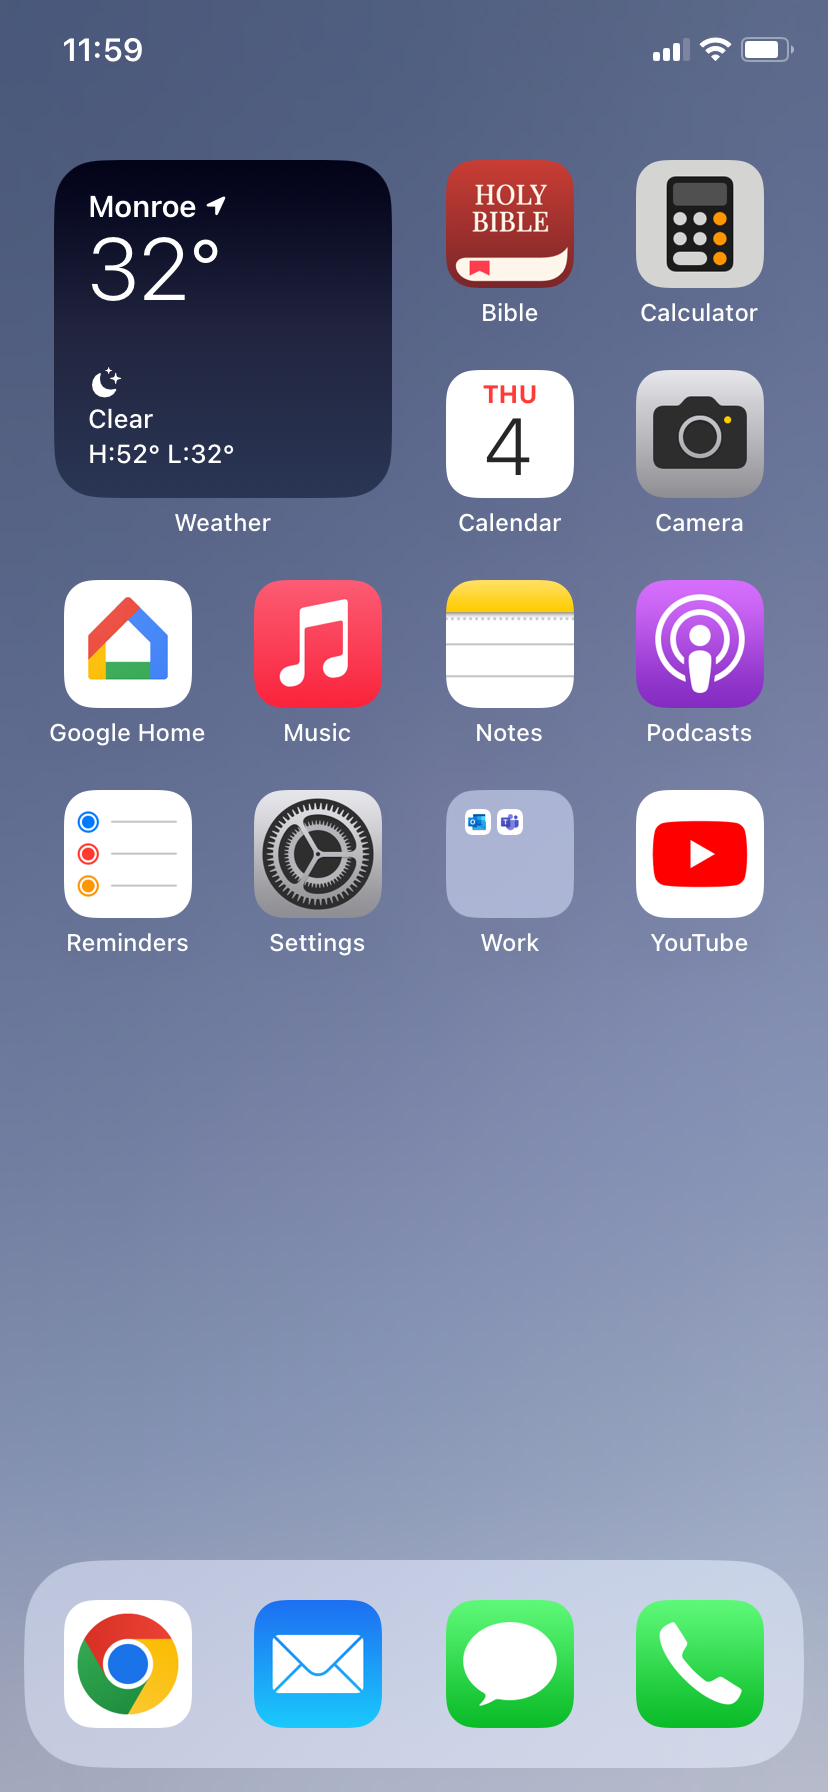 11:59
Monroe
32°
Clear
H:52° L:32°
Weather
HOLY
BIBLE
Bible
Calculator
THU
4
Calendar
Camera
Google Home
Music
Notes
Podcasts
Reminders
Settings
Work
YouTube